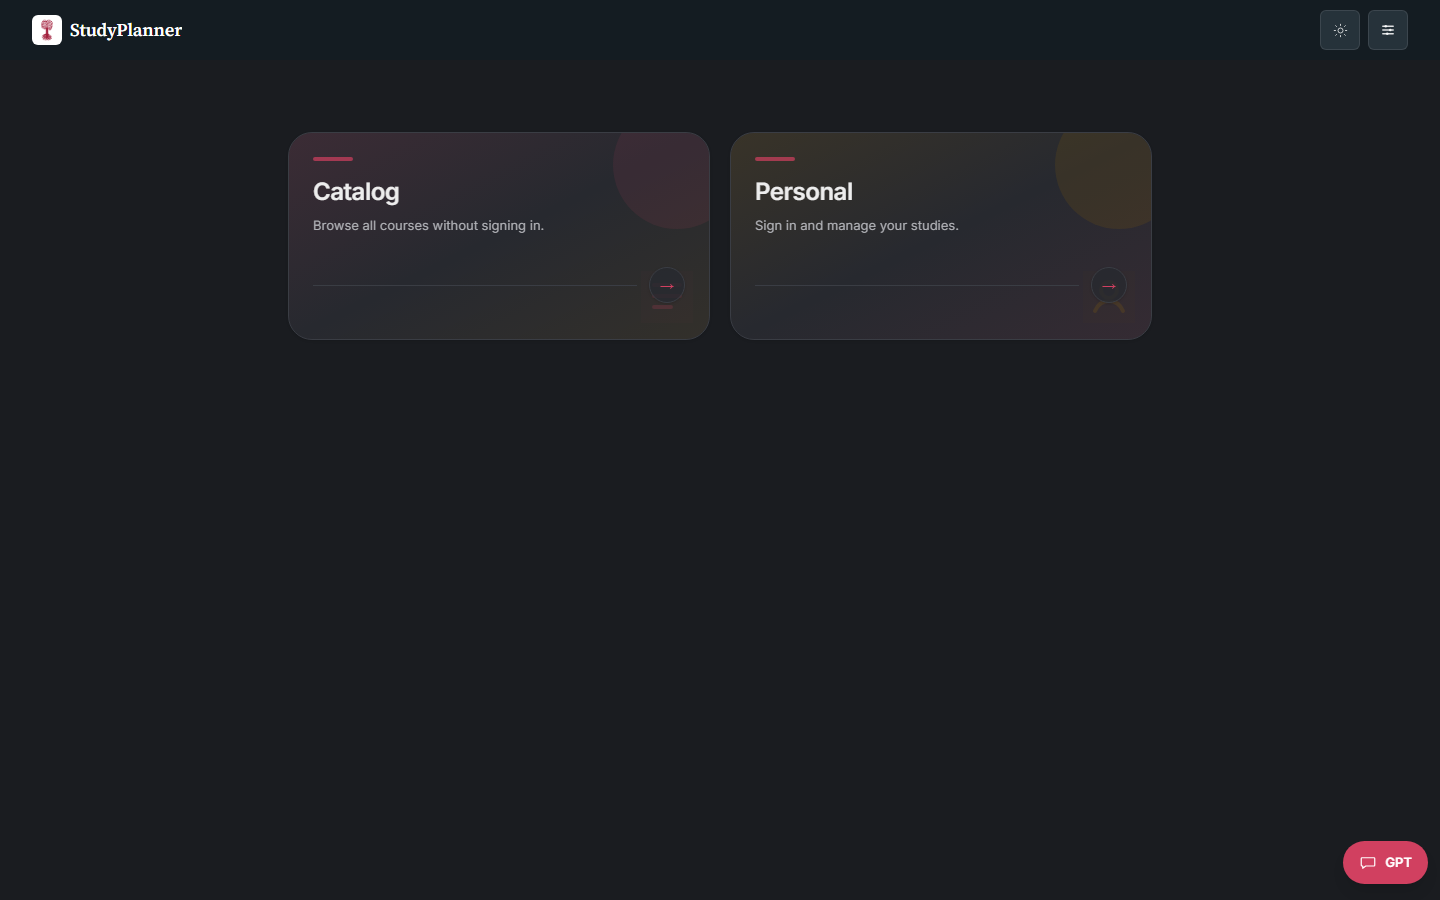 StudyPlanner
Catalog
Browse all courses without signing in.
→
Personal
Sign in and manage your studies.
→
GPT